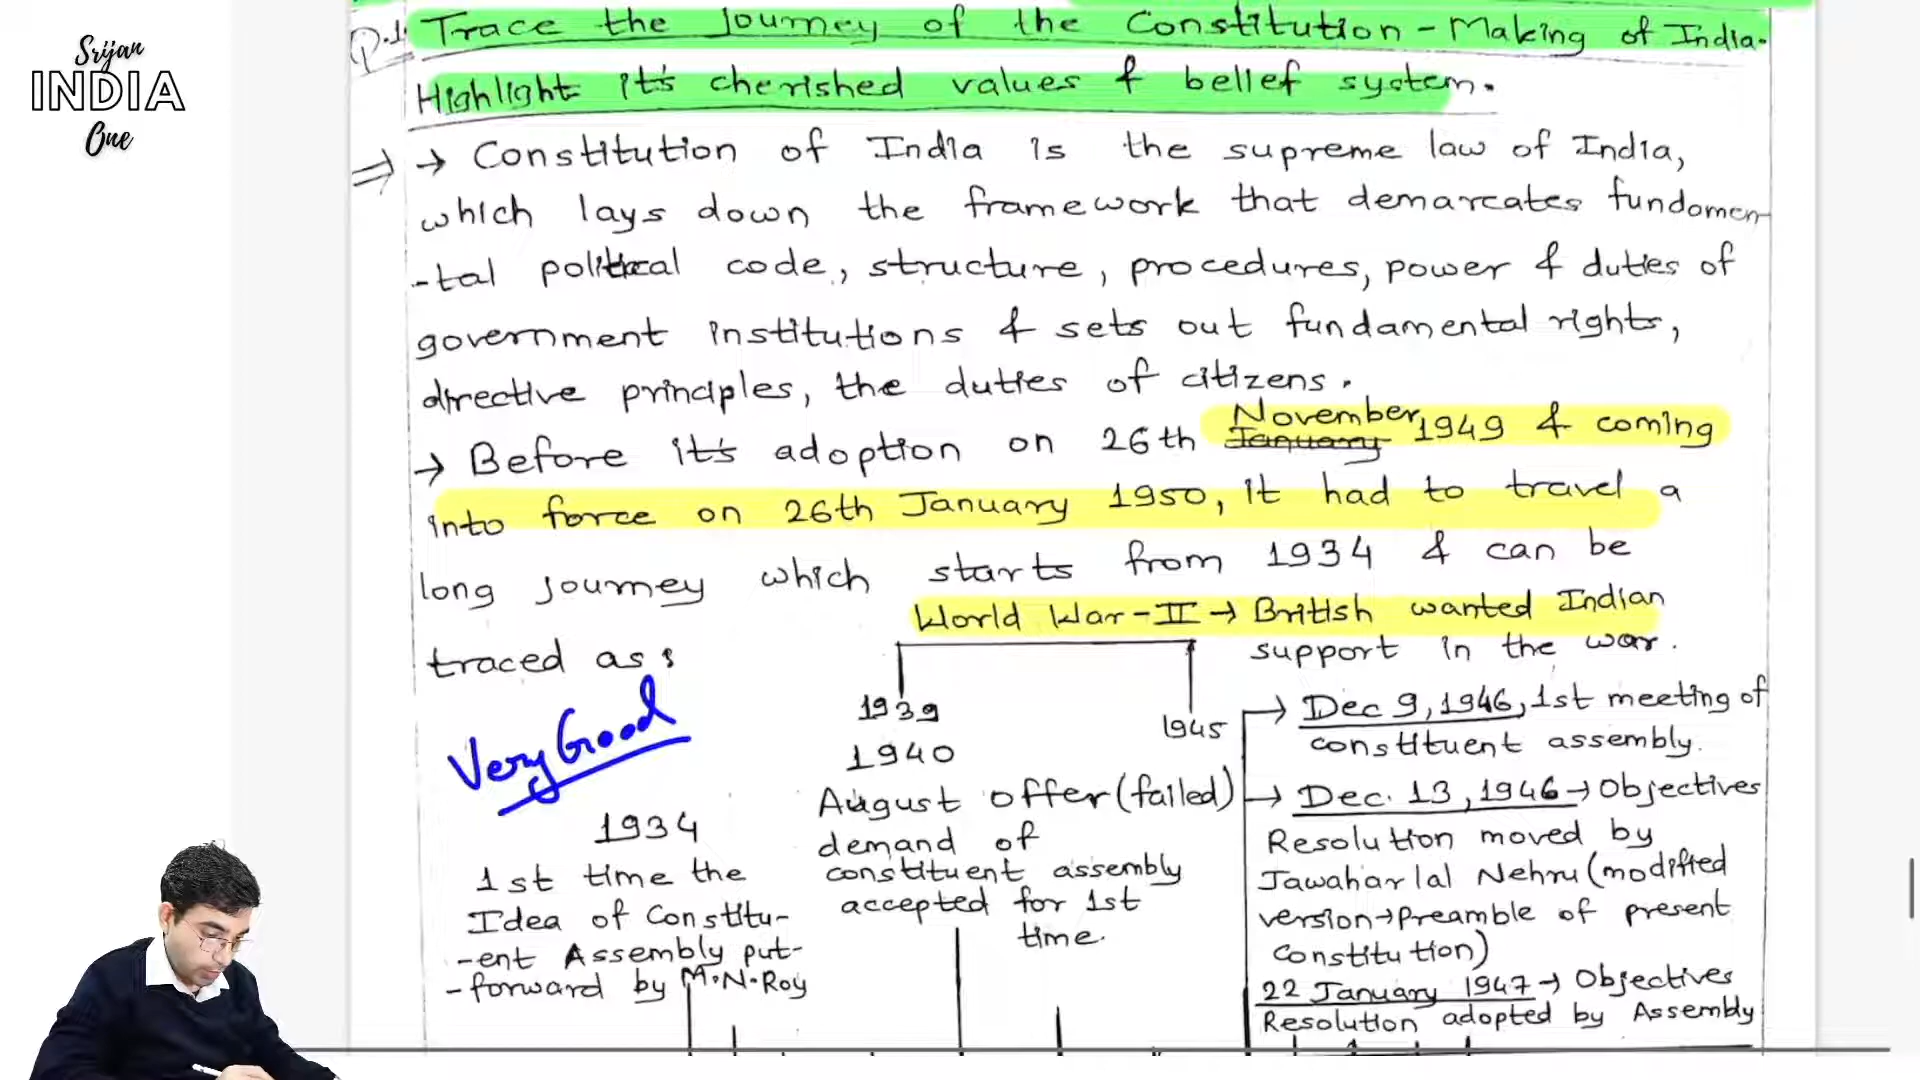 Srijan
INDIA
One
Q.1. Trace the Journey of the Constitution-Making of India.
Highlight it's cherished values & belief system.
⇒ → Constitution of India is the supreme law of India,
which lays down the framework that demarcates fundamen
-tal political code, structure, procedures, power & duties of
government institutions & sets out fundamental rights,
directive principles, the duties of citizens.
→ Before it's adoption on 26th January November 1949 & coming
into force on 26th January 1950, it had to travel a
long journey which starts from 1934 & can be
traced as:
World War-II → British wanted Indian
support in the war.
1939
1945
Very Good
1934
1st time the
Idea of Constitu-
-ent Assembly put-
-forward by M.N.Roy
1940
August offer (failed)
demand of
constituent assembly
accepted for 1st
time.
→ Dec 9, 1946, 1st meeting of
constituent assembly.
→ Dec. 13, 1946 → Objectives
Resolution moved by
Jawaharlal Nehru (modified
version → Preamble of present
Constitution)
22 January 1947 → Objectives
Resolution adopted by Assembly